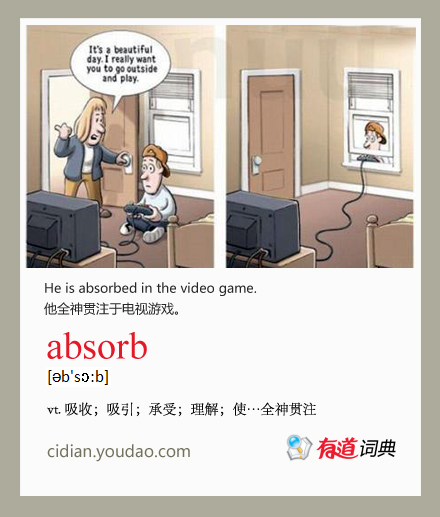 It's a beautiful
day. I really want
you to go outside
and play.
He is absorbed in the video game.
他全神贯注于电视游戏。
absorb
[əb'sɔ:b]
vt. 吸收；吸引；承受；理解；使…全神贯注
cidian.youdao.com
有道词典